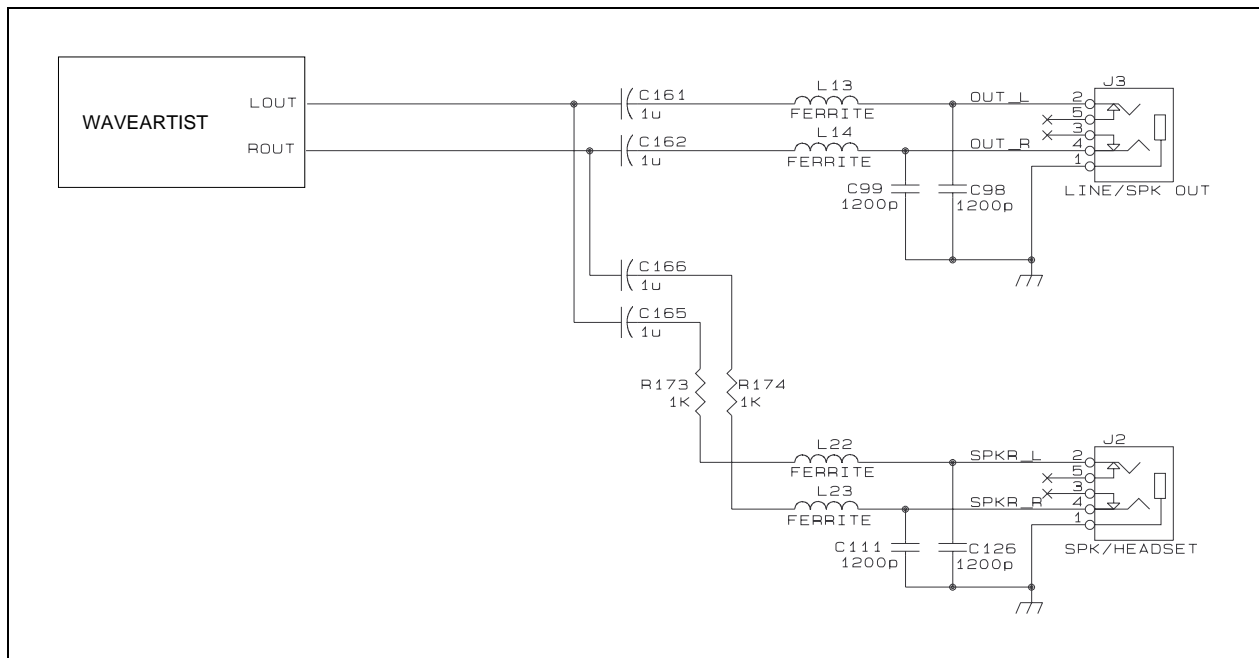 WAVEARTIST
LOUT
ROUT
C161
1u
C162
1u
L13
FERRITE
L14
FERRITE
OUT_L
OUT_R
C99
1200p
C98
1200p
J3
2
5
3
4
1
LINE/SPK OUT
C166
1u
C165
1u
R173
1K
R174
1K
L22
FERRITE
L23
FERRITE
SPKR_L
SPKR_R
C111
1200p
C126
1200p
J2
2
5
3
4
1
SPK/HEADSET